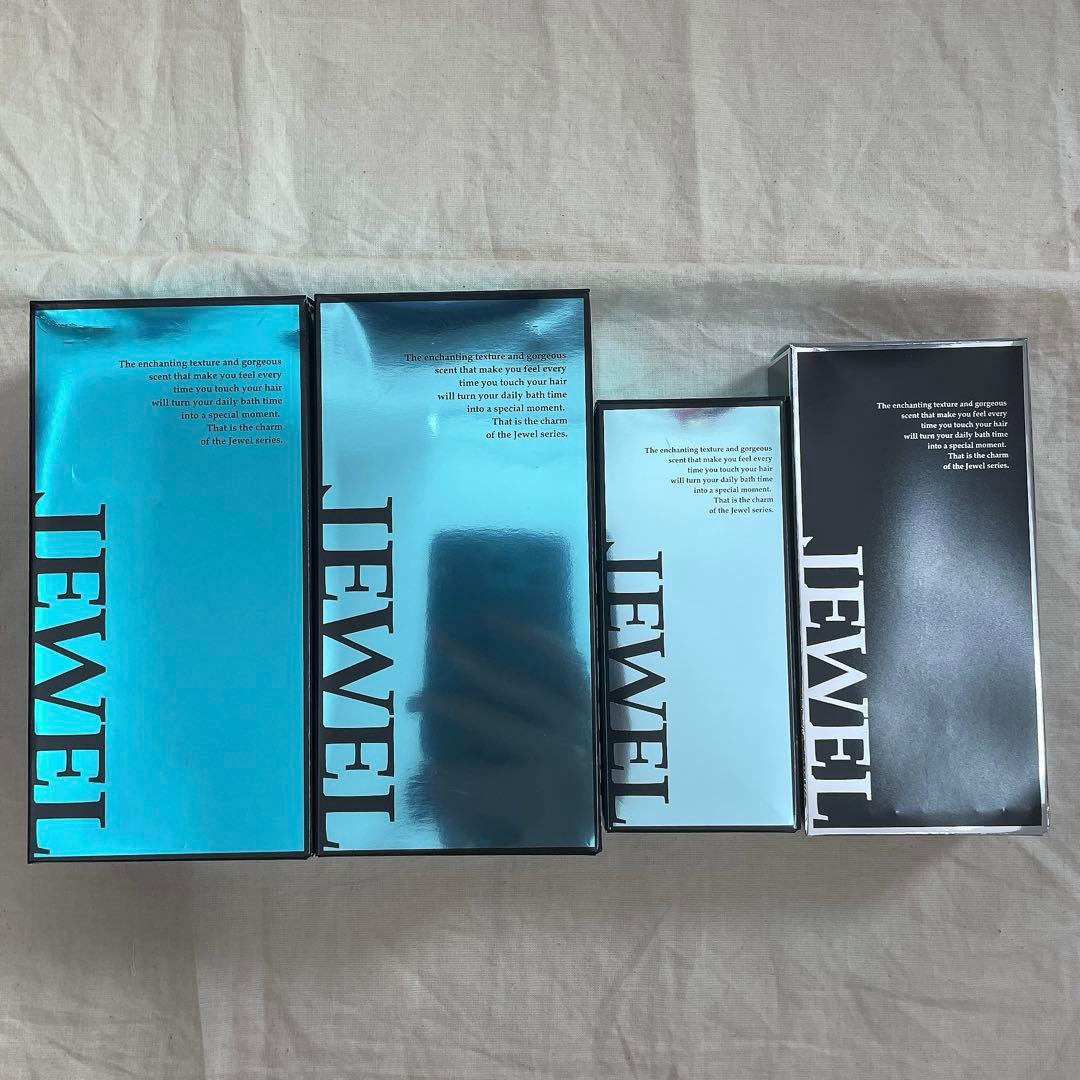 The enchanting texture and gorgeous
scent that make you feel every
time you touch your hair
will turn your daily bath time
into a special moment.
That is the charm
of the Jewel series.
JEWEL
The enchanting texture and gorgeous
scent that make you feel every
time you touch your hair
will turn your daily bath time
into a special moment.
That is the charm
of the Jewel series.
JEWEL
The enchanting texture and gorgeous
scent that make you feel every
time you touch your hair
will turn your daily bath time
into a special moment.
That is the charm
of the Jewel series.
JEWEL
The enchanting texture and gorgeous
scent that make you feel every
time you touch your hair
will turn your daily bath time
into a special moment.
That is the charm
of the Jewel series.
JEWEL